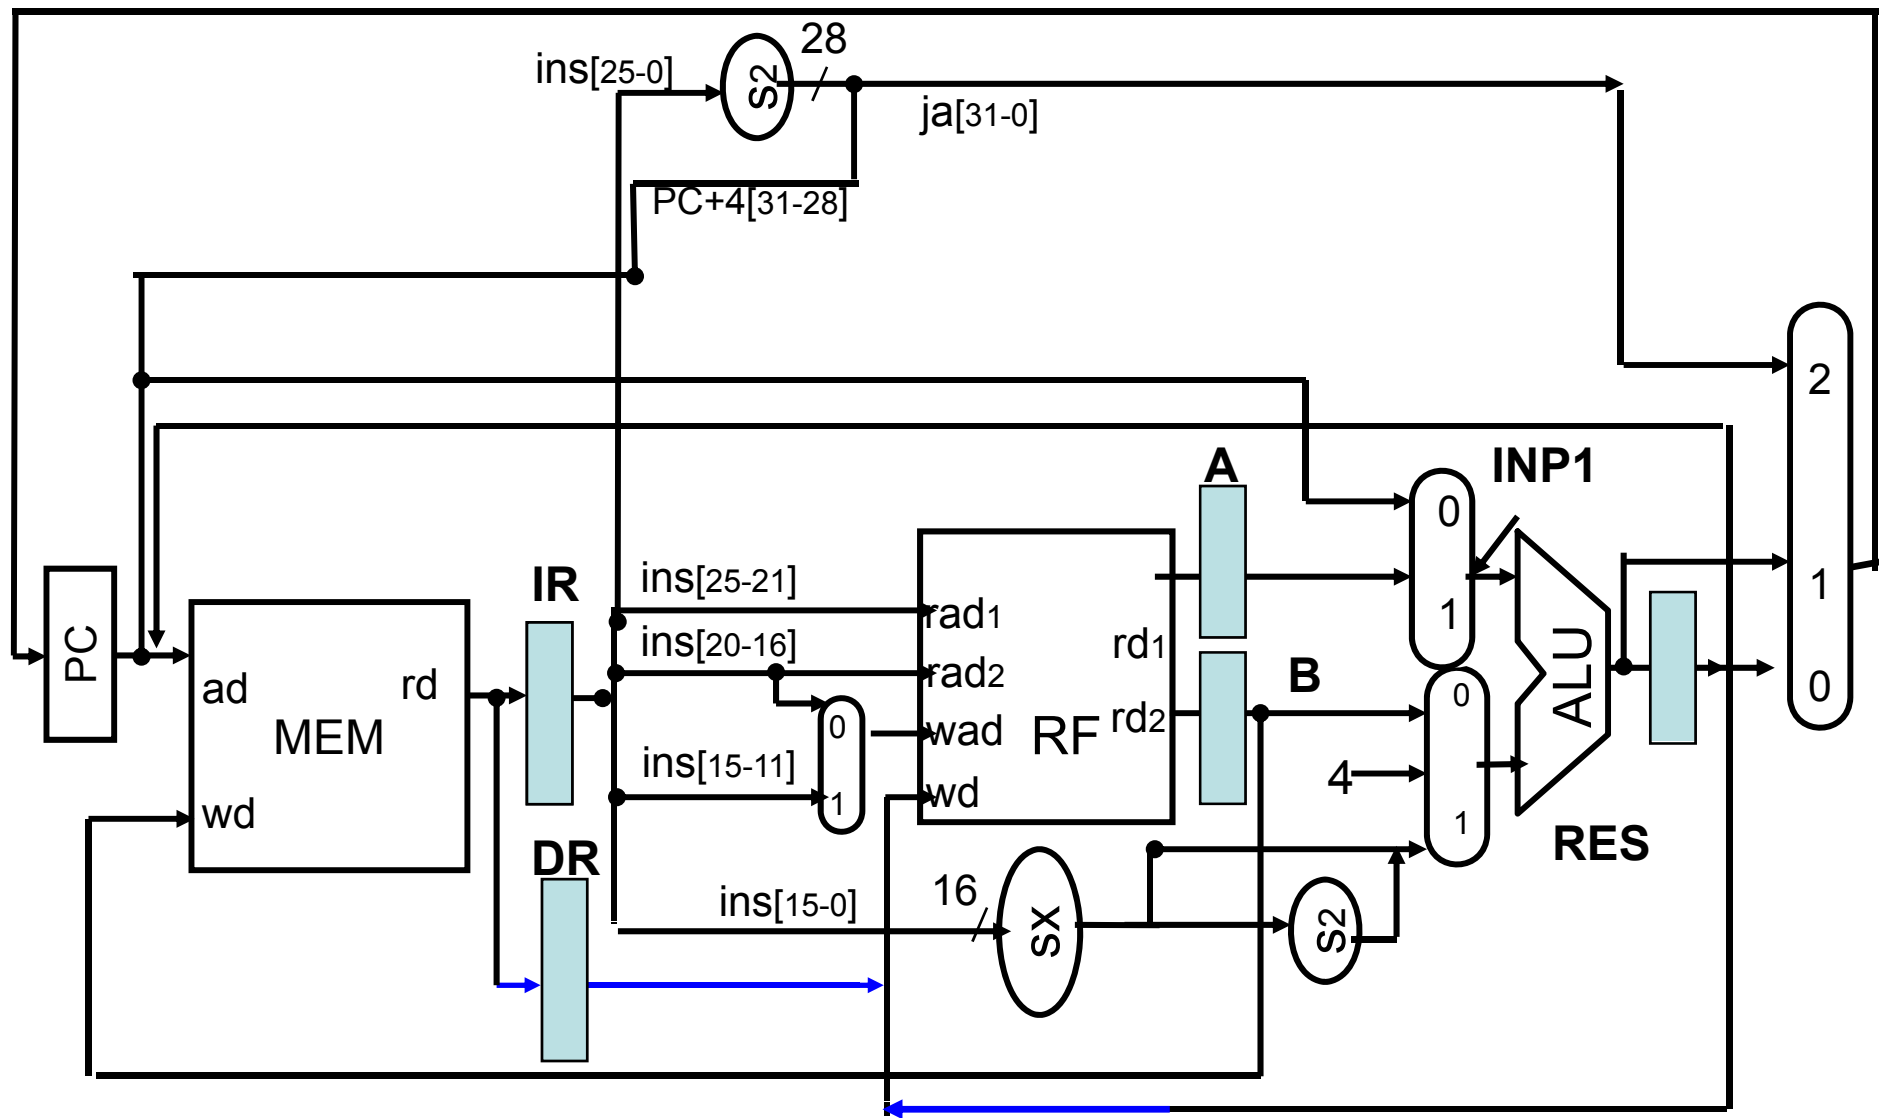 28
ins[25-0]
s2
ja[31-0]
PC+4[31-28]
2
A
INP1
0
IR
ins[25-21]
1
1
PC
rad1
ins[20-16]
rd1
ALU
ad
rd
rad2
B
0
0
MEM
0
wad
RF
rd2
ins[15-11]
4
1
wd
wd
1
DR
RES
16
ins[15-0]
sx
s2